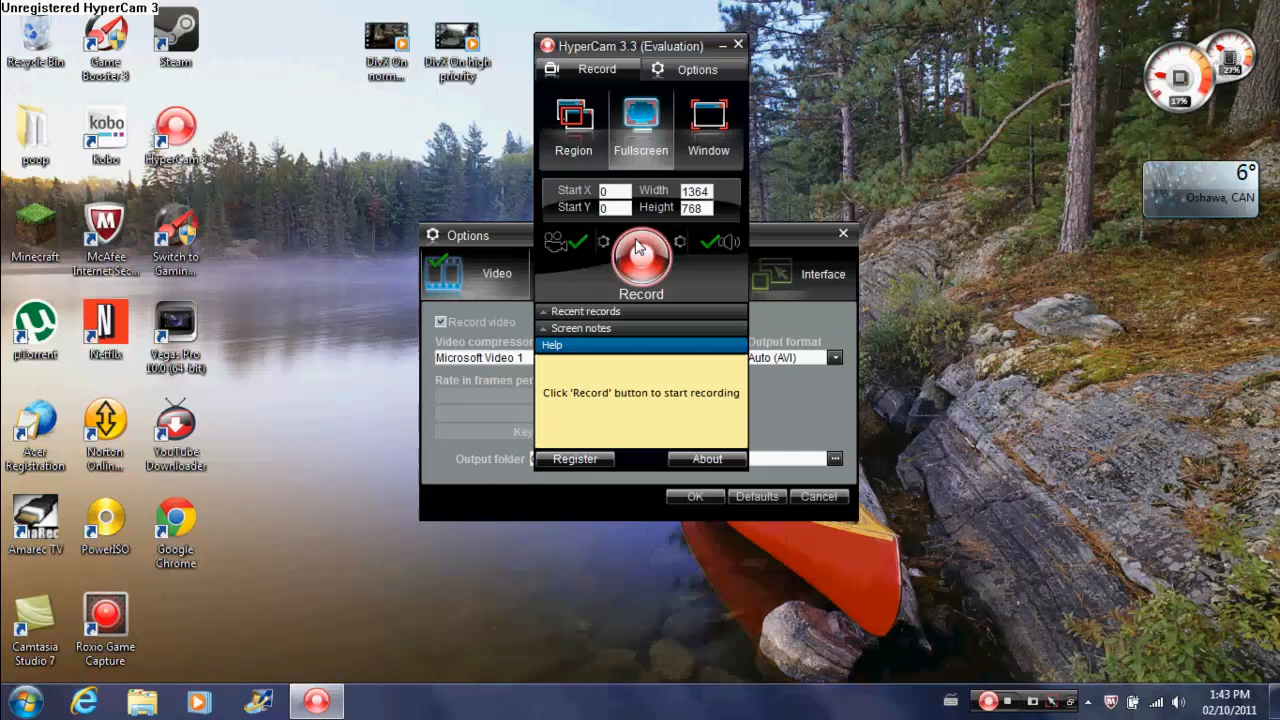 Unregistered HyperCam 3
Recycle Bin
Game
Booster 3
Steam
DivX On
norm...
DivX On high
priority
poop
Kobo
kobo
HyperCam 3
Minecraft
McAfee
Internet Sec...
Switch to
Gamin...
µTorrent
Netflix
Vegas Pro
10.0 (64-bit)
Acer
Registration
Norton
Onlin...
YouTube
Downloader
Amarec TV
PowerISO
Google
Chrome
Camtasia
Studio 7
Roxio Game
Capture
HyperCam 3.3 (Evaluation)
Record
Options
Region
Fullscreen
Window
Start X 0 Width 1364
Start Y 0 Height 768
Record
Recent records
Screen notes
Help
Click 'Record' button to start recording
Register
About
Options
Video
Interface
Record video
Video compressor
Output format
Microsoft Video 1
Auto (AVI)
Rate in frames per
Key
Output folder
OK
Defaults
Cancel
17%
27%
6°
Oshawa, CAN
1:43 PM
02/10/2011